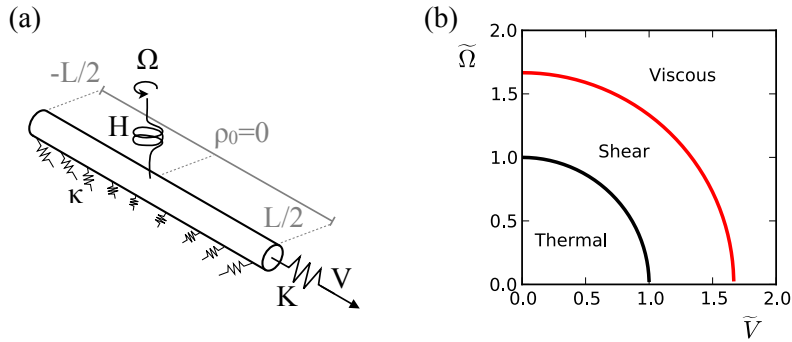 (a)
Ω
-L/2
H
ρ₀=0
κ
L/2
V
K
(b)
2.0
Ω̃
Viscous
1.5
Shear
1.0
0.5
Thermal
0.0
0.0 0.5 1.0 1.5 2.0
Ṽ